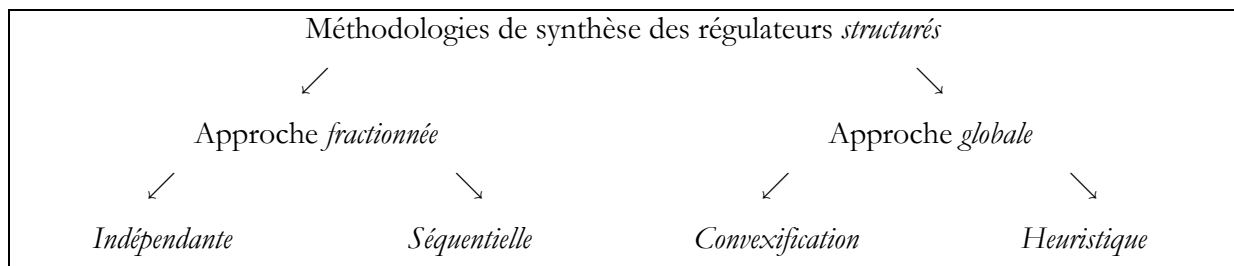 Méthodologies de synthèse des régulateurs structurés
Approche fractionnée Approche globale
Indépendante Séquentielle Convexification Heuristique